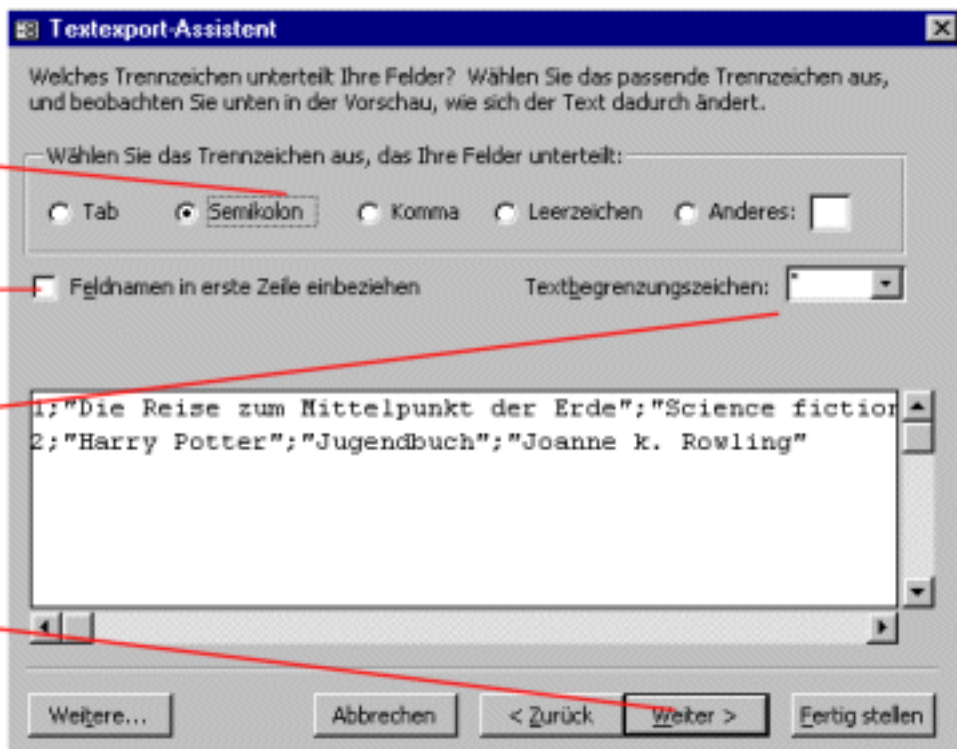 Textexport-Assistent
Welches Trennzeichen unterteilt Ihre Felder? Wählen Sie das passende Trennzeichen aus,
und beobachten Sie unten in der Vorschau, wie sich der Text dadurch ändert.
Wählen Sie das Trennzeichen aus, das Ihre Felder unterteilt:
Tab Semikolon Komma Leerzeichen Anderes:
Feldnamen in erste Zeile einbeziehen Textbegrenzungszeichen: "
1;"Die Reise zum Mittelpunkt der Erde";"Science fiction
2;"Harry Potter";"Jugendbuch";"Joanne k. Rowling"
Weitere... Abbrechen < Zurück Weiter > Fertig stellen